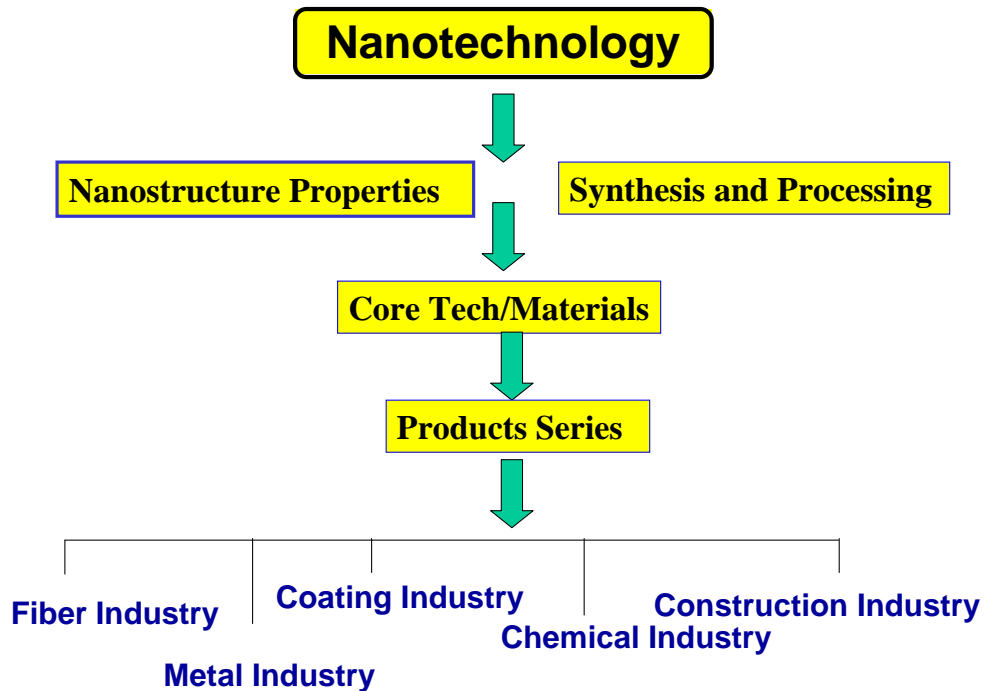 Nanotechnology
Nanostructure Properties
Synthesis and Processing
Core Tech/Materials
Products Series
Fiber Industry
Metal Industry
Coating Industry
Chemical Industry
Construction Industry